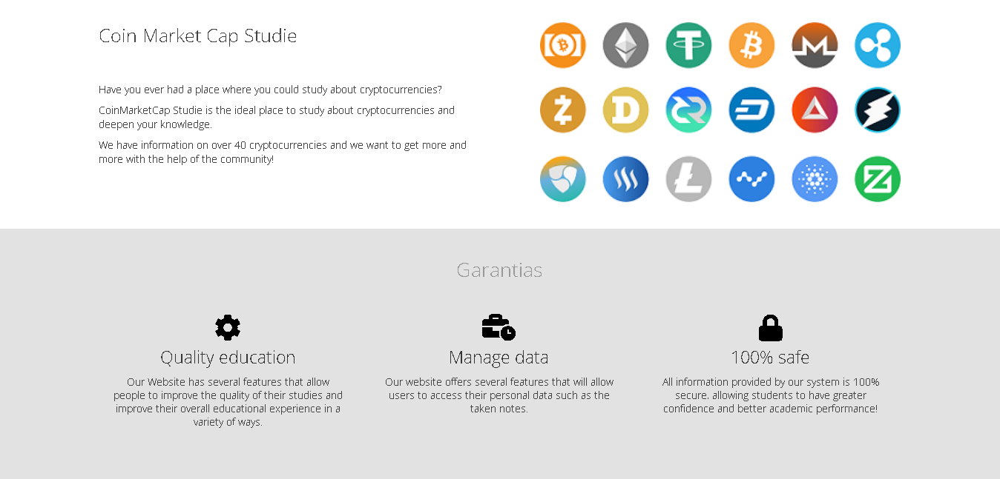 Coin Market Cap Studie
Have you ever had a place where you could study about cryptocurrencies?
CoinMarketCap Studie is the ideal place to study about cryptocurrencies and
deepen your knowledge.
We have information on over 40 cryptocurrencies and we want to get more and
more with the help of the community!
Garantias
Quality education
Our Website has several features that allow
people to improve the quality of their studies and
improve their overall educational experience in a
variety of ways.
Manage data
Our website offers several features that will allow
users to access their personal data such as the
taken notes.
100% safe
All information provided by our system is 100%
secure. allowing students to have greater
confidence and better academic performance!